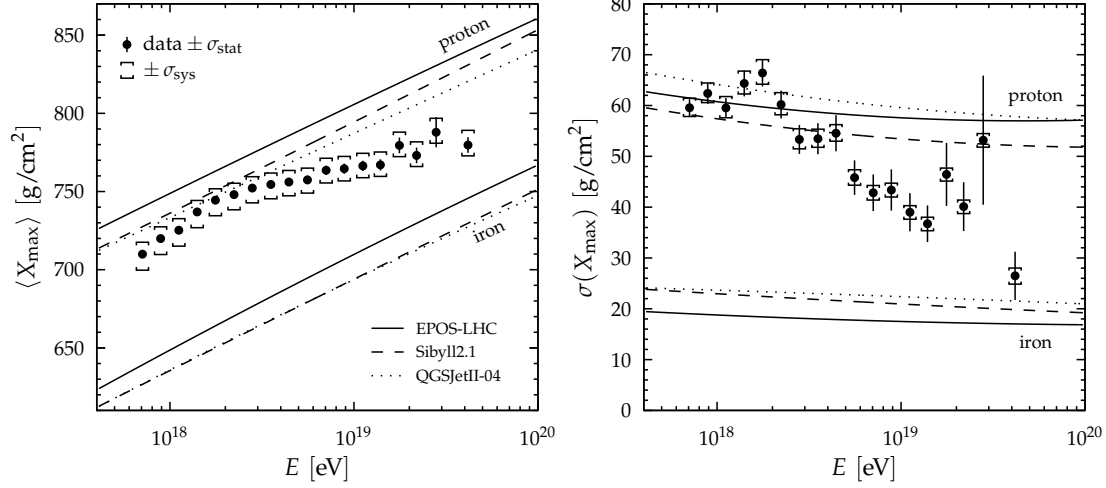 850
800
750
700
650
⟨Xmax⟩ [g/cm²]
data ± σstat
± σsys
proton
iron
EPOS-LHC
Sibyll2.1
QGSJetII-04
10¹⁸ 10¹⁹ 10²⁰
E [eV]
80
70
60
50
40
30
20
10
0
σ(Xmax) [g/cm²]
proton
iron
10¹⁸ 10¹⁹ 10²⁰
E [eV]